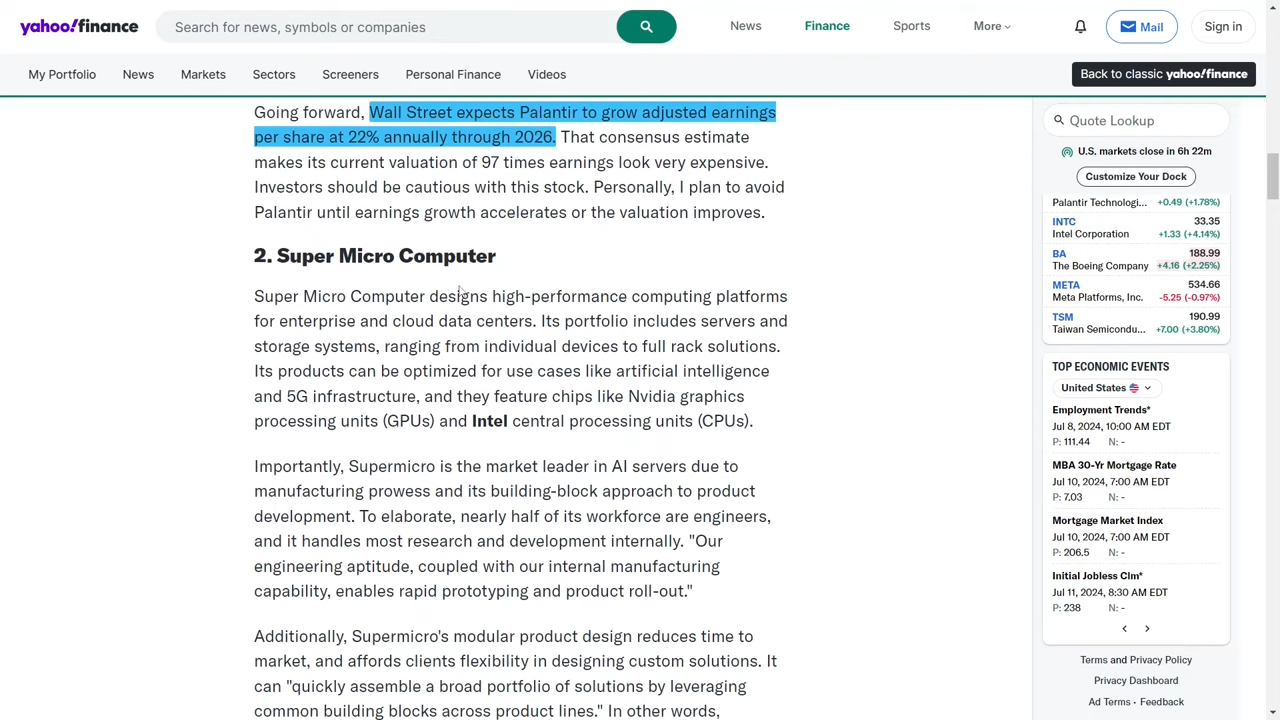 yahoo!finance
Search for news, symbols or companies
News
Finance
Sports
More
Mail
Sign in
My Portfolio
News
Markets
Sectors
Screeners
Personal Finance
Videos
Back to classic yahoo!finance
Going forward, Wall Street expects Palantir to grow adjusted earnings
per share at 22% annually through 2026. That consensus estimate
makes its current valuation of 97 times earnings look very expensive.
Investors should be cautious with this stock. Personally, I plan to avoid
Palantir until earnings growth accelerates or the valuation improves.
2. Super Micro Computer
Super Micro Computer designs high-performance computing platforms
for enterprise and cloud data centers. Its portfolio includes servers and
storage systems, ranging from individual devices to full rack solutions.
Its products can be optimized for use cases like artificial intelligence
and 5G infrastructure, and they feature chips like Nvidia graphics
processing units (GPUs) and Intel central processing units (CPUs).
Importantly, Supermicro is the market leader in AI servers due to
manufacturing prowess and its building-block approach to product
development. To elaborate, nearly half of its workforce are engineers,
and it handles most research and development internally. "Our
engineering aptitude, coupled with our internal manufacturing
capability, enables rapid prototyping and product roll-out."
Additionally, Supermicro's modular product design reduces time to
market, and affords clients flexibility in designing custom solutions. It
can "quickly assemble a broad portfolio of solutions by leveraging
common building blocks across product lines." In other words,
Quote Lookup
U.S. markets close in 6h 22m
Customize Your Dock
Palantir Technologi... +0.49 (+1.78%)
INTC 33.35
Intel Corporation +1.33 (+4.14%)
BA 188.99
The Boeing Company +4.16 (+2.25%)
META 534.66
Meta Platforms, Inc. -5.25 (-0.97%)
TSM 190.99
Taiwan Semicondu... +7.00 (+3.80%)
TOP ECONOMIC EVENTS
United States
Employment Trends*
Jul 8, 2024, 10:00 AM EDT
P: 111.44 N: -
MBA 30-Yr Mortgage Rate
Jul 10, 2024, 7:00 AM EDT
P: 7.03 N: -
Mortgage Market Index
Jul 10, 2024, 7:00 AM EDT
P: 206.5 N: -
Initial Jobless Clm*
Jul 11, 2024, 8:30 AM EDT
P: 238 N: -
Terms and Privacy Policy
Privacy Dashboard
Ad Terms • Feedback